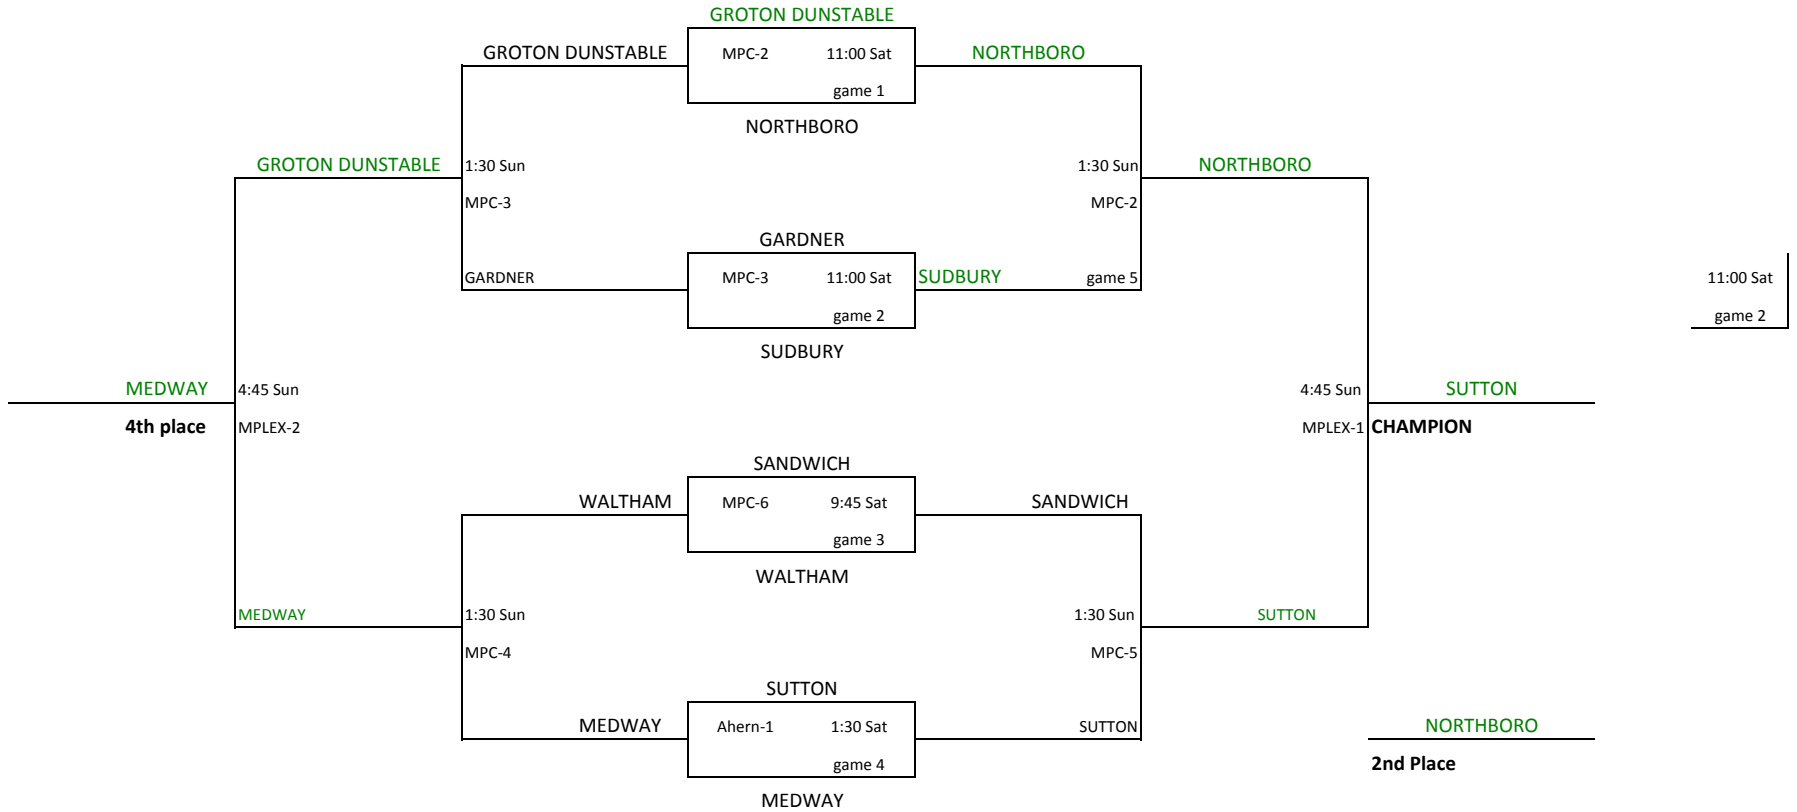 GROTON DUNSTABLE
GROTON DUNSTABLE MPC-2 11:00 Sat NORTHBORO
game 1
NORTHBORO
GROTON DUNSTABLE 1:30 Sun 1:30 Sun NORTHBORO
MPC-3 MPC-2
GARDNER
GARDNER MPC-3 11:00 Sat SUDBURY game 5 11:00 Sat
game 2 game 2
SUDBURY
MEDWAY 4:45 Sun 4:45 Sun SUTTON
4th place MPLEX-2 MPLEX-1 CHAMPION
SANDWICH
WALTHAM MPC-6 9:45 Sat SANDWICH
game 3
WALTHAM
MEDWAY 1:30 Sun 1:30 Sun SUTTON
MPC-4 MPC-5
SUTTON
MEDWAY Ahern-1 1:30 Sat SUTTON NORTHBORO
game 4 2nd Place
MEDWAY